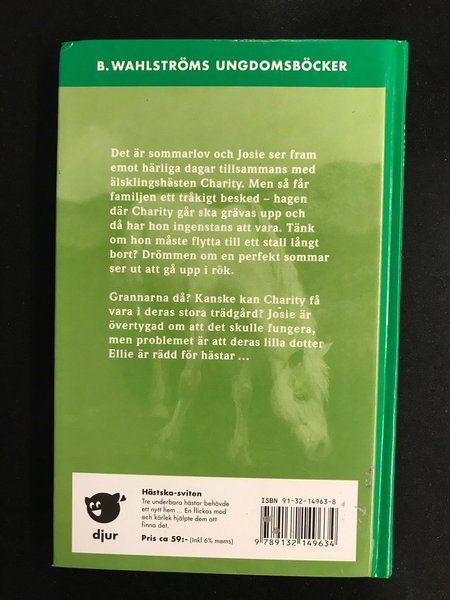 B. WAHLSTRÖMS UNGDOMSBÖCKER
Det är sommarlov och Josie ser fram
emot härliga dagar tillsammans med
älsklingshästen Charity. Men så får
familjen ett tråkigt besked – hagen
där Charity går ska grävas upp och
då har hon ingenstans att vara. Tänk
om hon måste flytta till ett stall långt
bort? Drömmen om en perfekt sommar
ser ut att gå upp i rök.
Grannarna då? Kanske kan Charity få
vara i deras stora trädgård? Josie är
övertygad om att det skulle fungera,
men problemet är att deras lilla dotter
Ellie är rädd för hästar ...
djur
Hästsko-sviten
Tre underbara hästar behövde
ett nytt hem ... En flickas mod
och kärlek hjälpte dem att
finna det.
Pris ca 59:- (Inkl 6% moms)
ISBN 91-32-14963-8
9 789132 149634